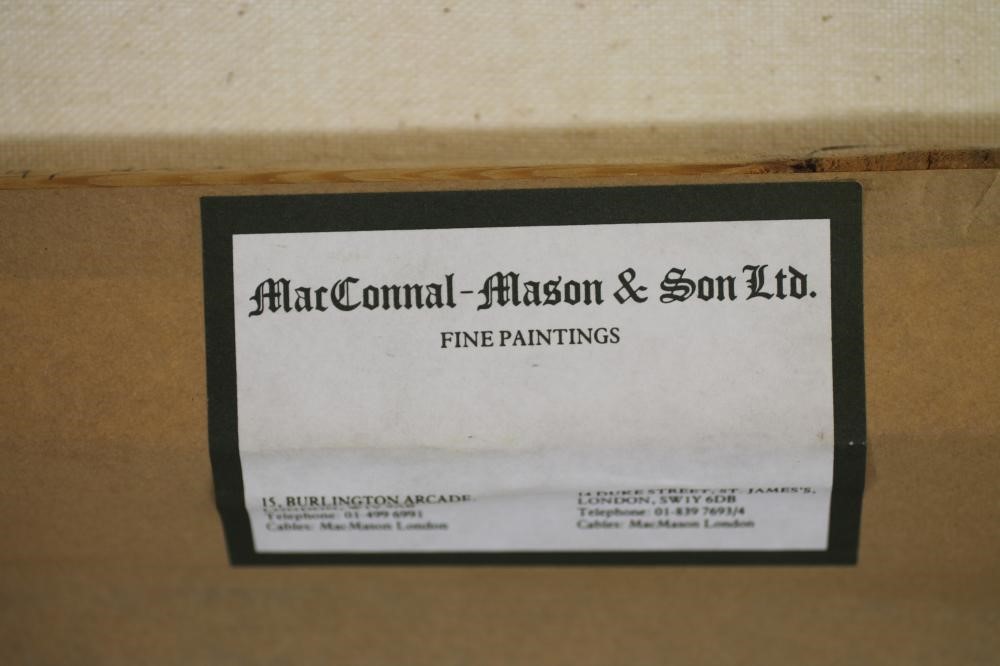 MacConnal-Mason & Son Ltd.
FINE PAINTINGS
15, BURLINGTON ARCADE.
Telephone: 01-499 6991
Cables: MacMason London
14 DUKE STREET, ST. JAMES'S,
LONDON, SW1Y 6DB
Telephone: 01-839 7693/4
Cables: MacMason London